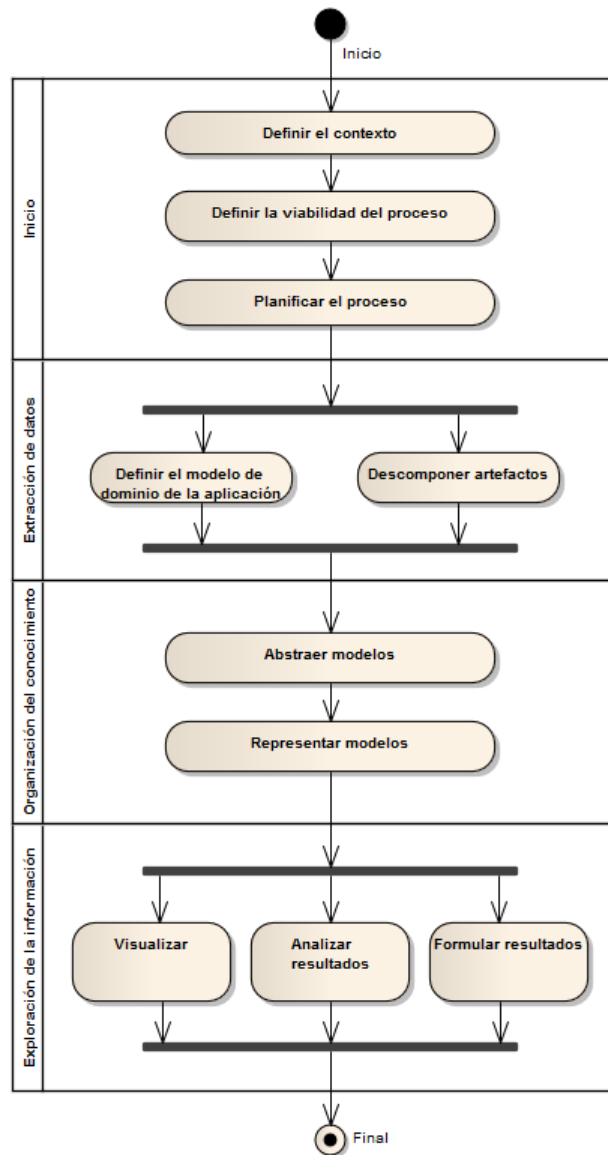 Inicio
Inicio
Definir el contexto
Definir la viabilidad del proceso
Planificar el proceso
Extracción de datos
Definir el modelo de
dominio de la aplicación
Descomponer artefactos
Organización del conocimiento
Abstraer modelos
Representar modelos
Exploración de la información
Visualizar
Analizar
resultados
Formular resultados
Final